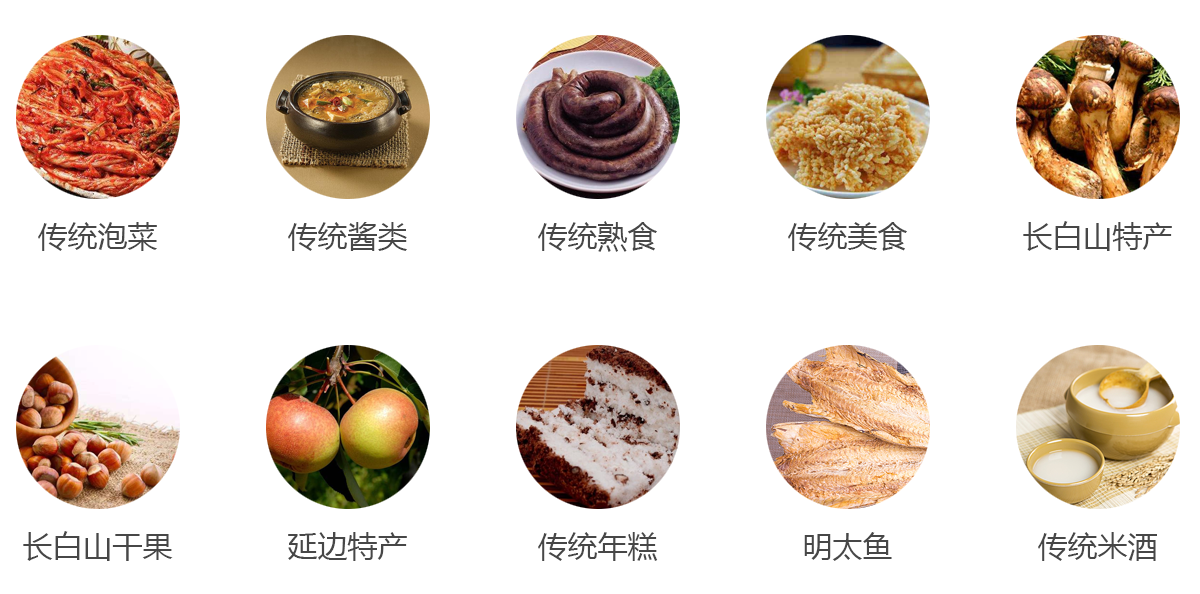 传统泡菜
传统酱类
传统熟食
传统美食
长白山特产
长白山干果
延边特产
传统年糕
明太鱼
传统米酒